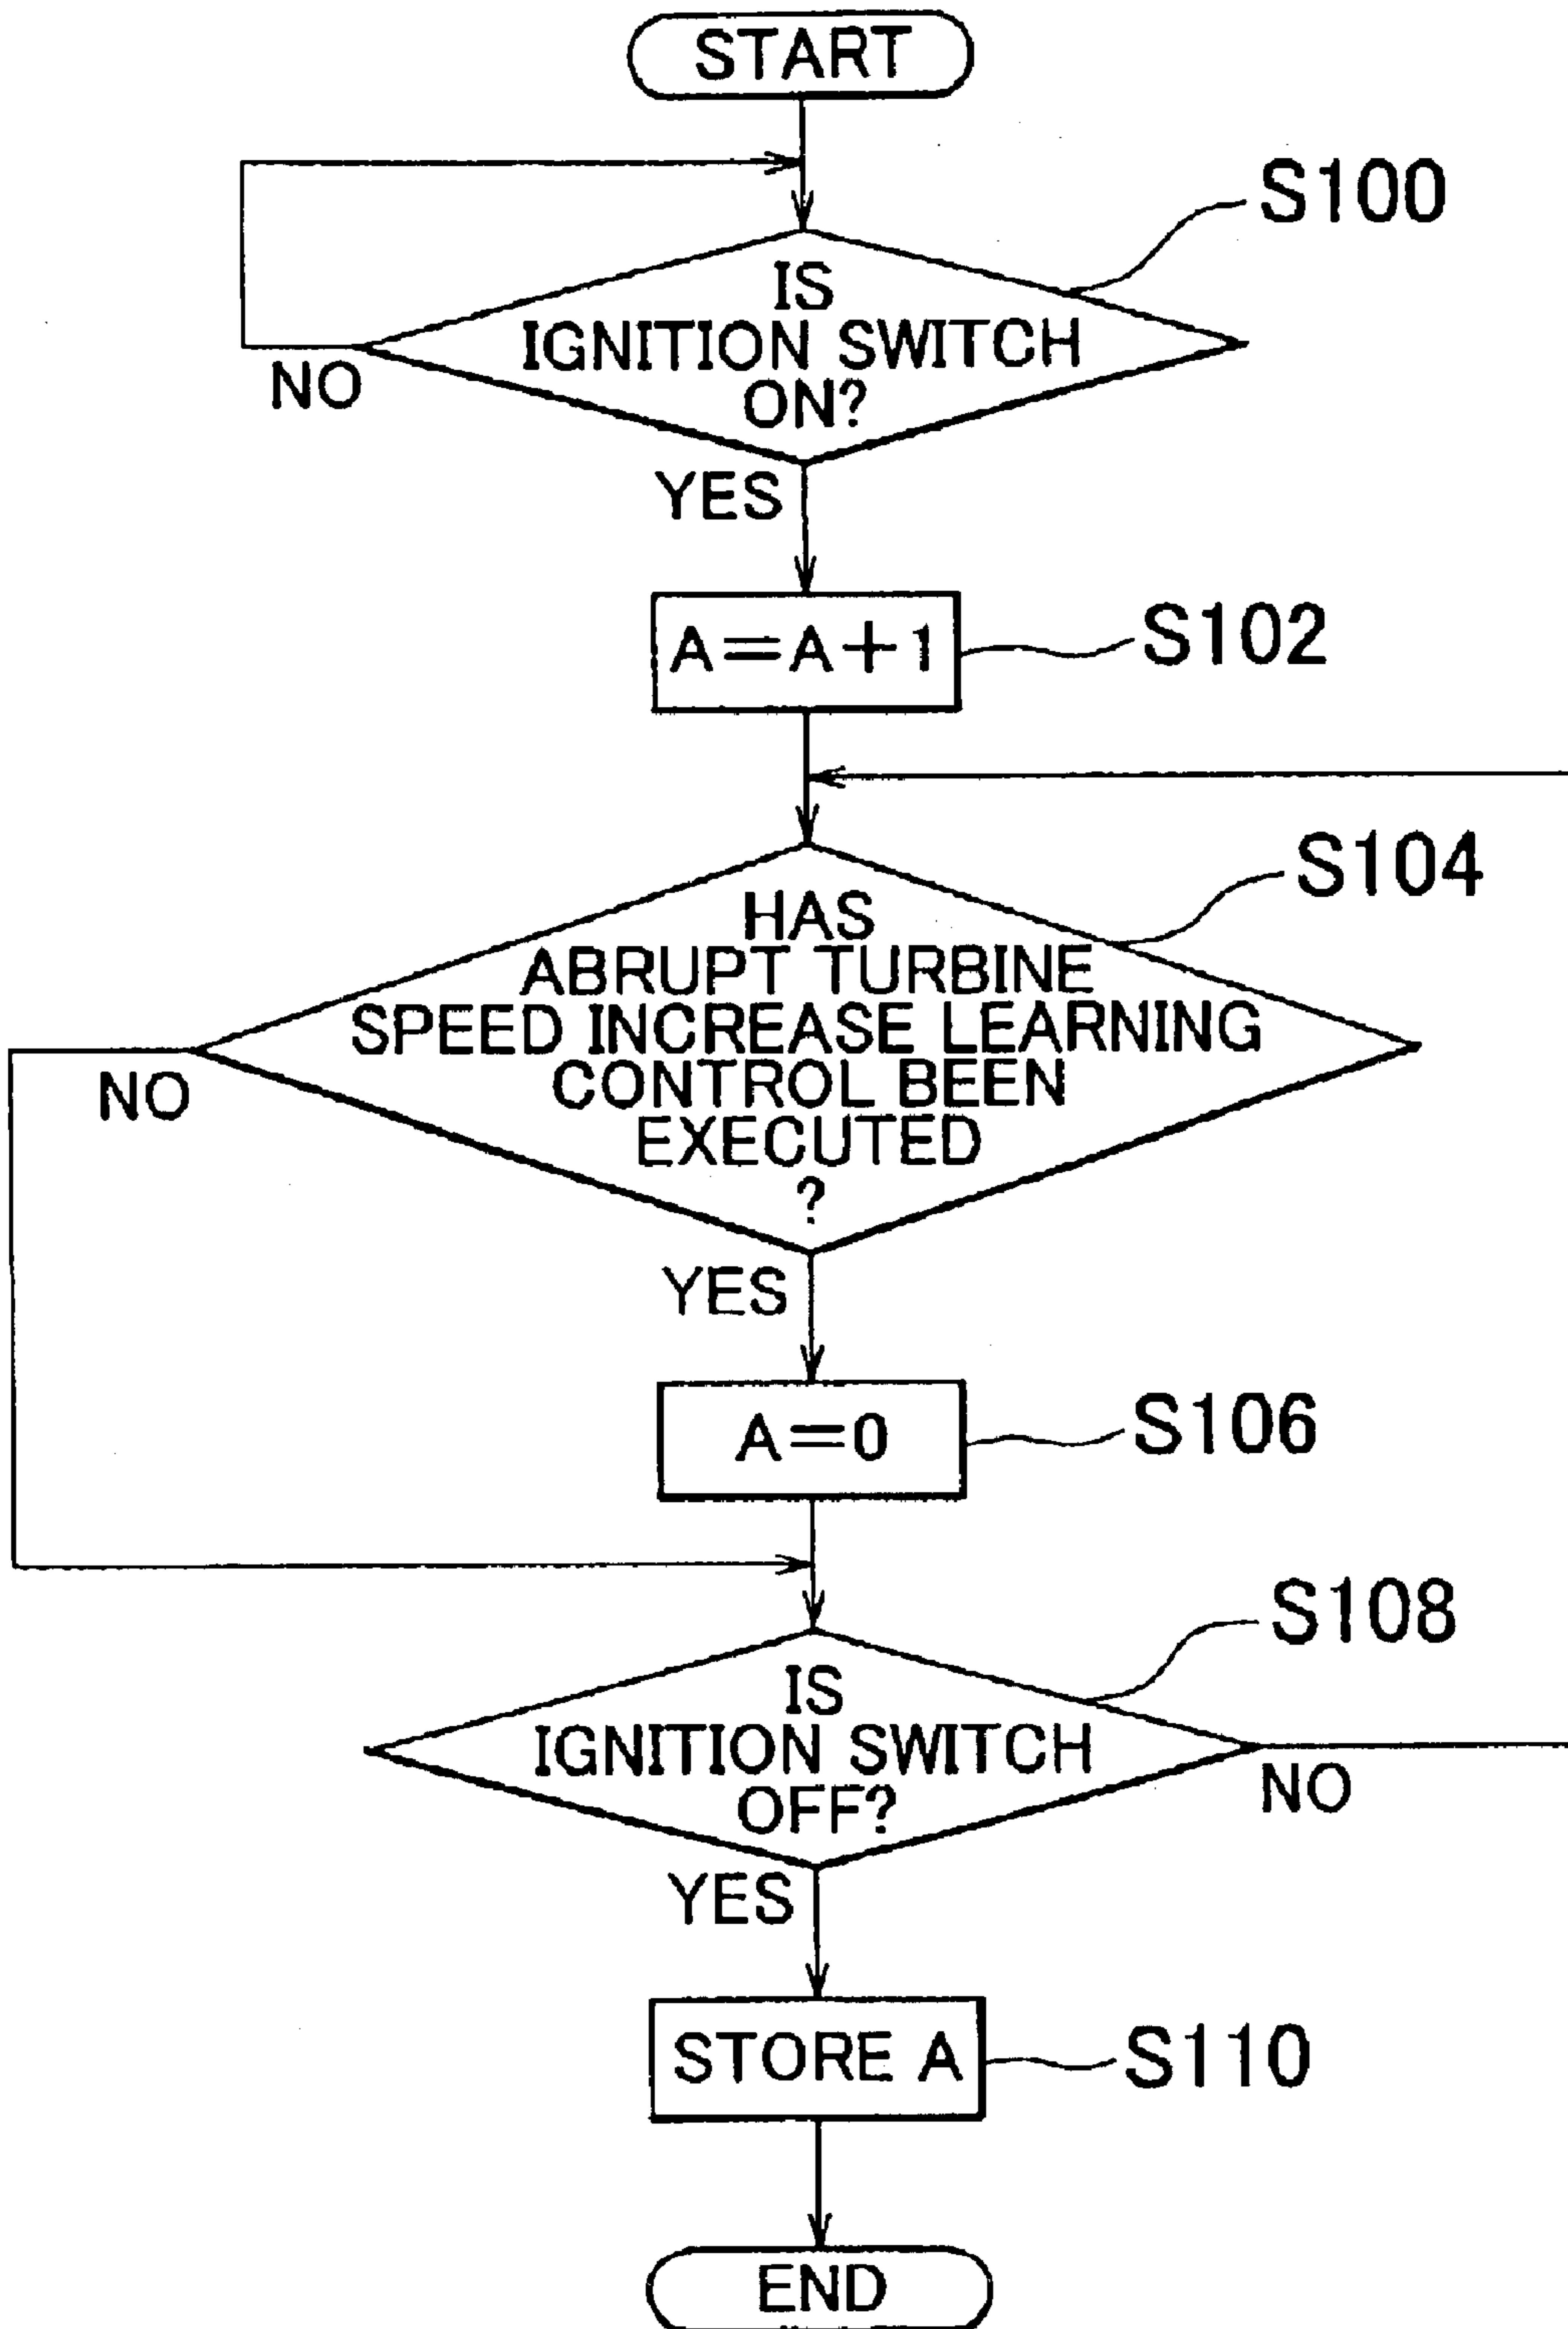 START
S100
IS
IGNITION SWITCH
ON?
NO
YES
A=A+1
S102
S104
HAS
ABRUPT TURBINE
SPEED INCREASE LEARNING
CONTROL BEEN
EXECUTED
?
NO
YES
A=0
S106
S108
IS
IGNITION SWITCH
OFF?
NO
YES
STORE A
S110
END